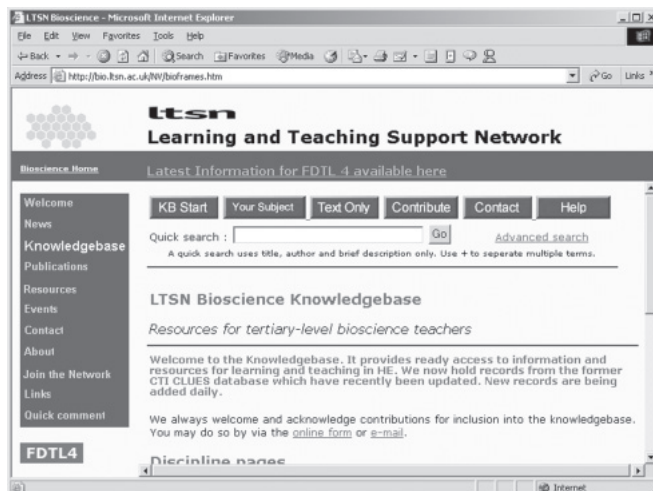 LTSN Bioscience - Microsoft Internet Explorer
File Edit View Favorites Tools Help
Back Search Favorites Media
Address http://bio.ltsn.ac.uk/NV/bioframes.htm Go Links »
ltsn
Learning and Teaching Support Network
Bioscience Home
Latest Information for FDTL 4 available here
Welcome
News
Knowledgebase
Publications
Resources
Events
Contact
About
Join the Network
Links
Quick comment
FDTL4
KB Start Your Subject Text Only Contribute Contact Help
Quick search : Go Advanced search
A quick search uses title, author and brief description only. Use + to seperate multiple terms.
LTSN Bioscience Knowledgebase
Resources for tertiary-level bioscience teachers
Welcome to the Knowledgebase. It provides ready access to information and
resources for learning and teaching in HE. We now hold records from the former
CTI CLUES database which have recently been updated. New records are being
added daily.
We always welcome and acknowledge contributions for inclusion into the knowledgebase.
You may do so by via the online form or e-mail.
Discipline pages
Internet